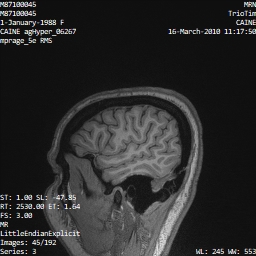 M87100045
M87100045
1-January-1988 F
CAINE agHyper_06267
mprage_5e RMS
MRN
TrioTim
CAINE
16-March-2010 11:17:50
ST: 1.00 SL: -47.85
RT: 2530.00 ET: 1.64
FS: 3.00
MR
LittleEndianExplicit
Images: 45/192
Series: 3
WL: 245 WW: 553